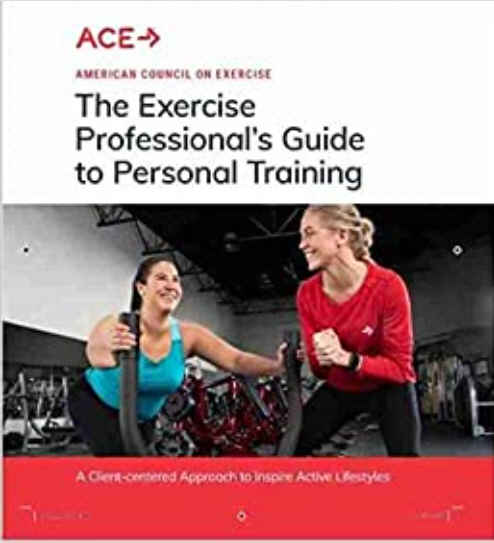 ACE
AMERICAN COUNCIL ON EXERCISE
The Exercise
Professional's Guide
to Personal Training
A Client-centered Approach to Inspire Active Lifestyles